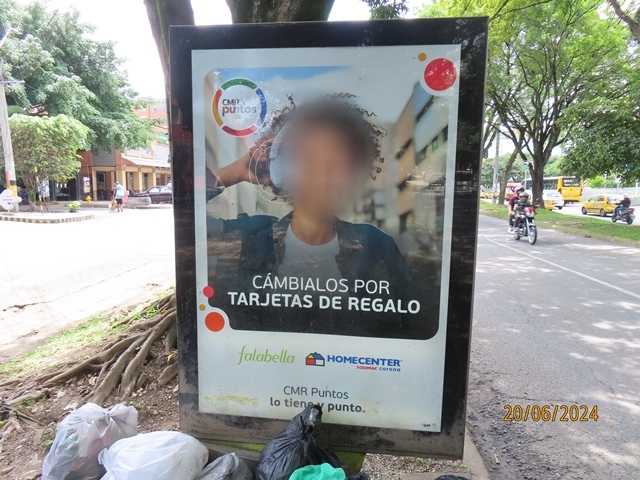 CMR
puntos
CÁMBIALOS POR
TARJETAS DE REGALO
falabella.
HOMECENTER
SODIMAC corona
CMR Puntos
lo tiene y punto.
20/06/2024